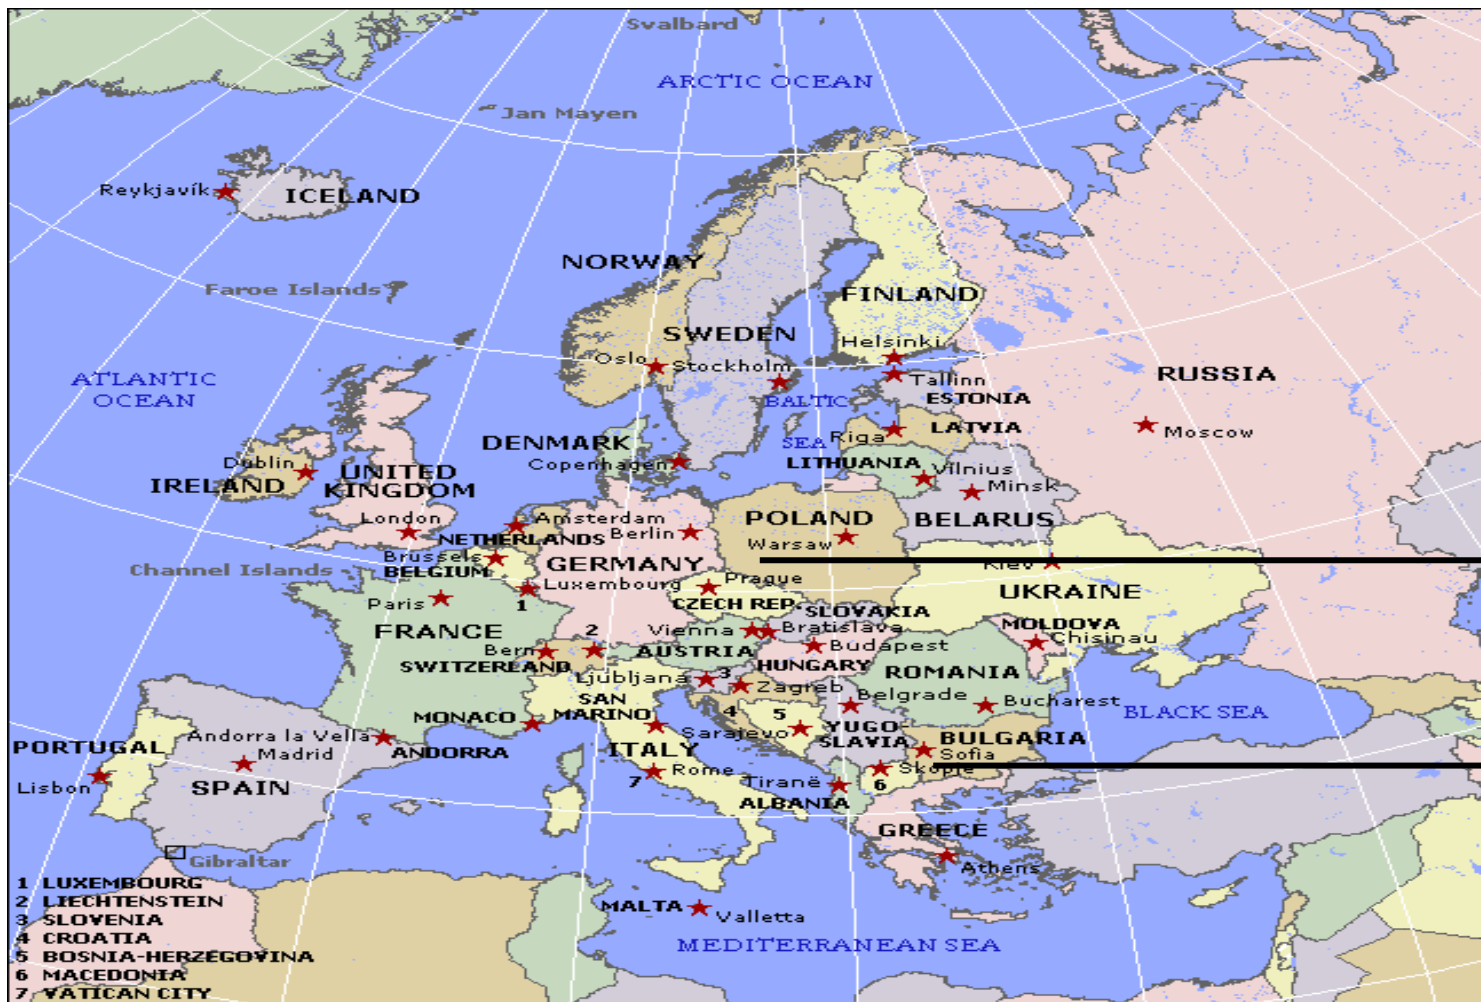 Svalbard
ARCTIC OCEAN
Jan Mayen
Reykjavík
ICELAND
NORWAY
Faroe Islands
FINLAND
SWEDEN
Helsinki
Oslo
Stockholm
Tallinn
ESTONIA
RUSSIA
ATLANTIC
OCEAN
BALTIC
SEA
Riga
LATVIA
Moscow
DENMARK
Copenhagen
LITHUANIA
Vilnius
Minsk
Dublin
IRELAND
UNITED
KINGDOM
London
Amsterdam
NETHERLANDS
Berlin
POLAND
Warsaw
BELARUS
Brussels
BELGIUM
GERMANY
Kiev
UKRAINE
Channel Islands
Luxembourg
1
Prague
CZECH REP.
SLOVAKIA
Paris
FRANCE
2
Vienna
Bratislava
MOLDOVA
Chisinau
Bern
SWITZERLAND
AUSTRIA
Budapest
HUNGARY
ROMANIA
Ljubljana
3
Zagreb
Belgrade
Bucharest
SAN
MARINO
4
5
MONACO
Sarajevo
YUGO-
SLAVIA
BLACK SEA
BULGARIA
Sofia
Andorra la Vella
ANDORRA
ITALY
PORTUGAL
Madrid
Lisbon
SPAIN
7
Rome
Tiranë
Skopje
6
ALBANIA
GREECE
Athens
Gibraltar
MALTA
Valletta
MEDITERRANEAN SEA
1 LUXEMBOURG
2 LIECHTENSTEIN
3 SLOVENIA
4 CROATIA
5 BOSNIA-HERZEGOVINA
6 MACEDONIA
7 VATICAN CITY